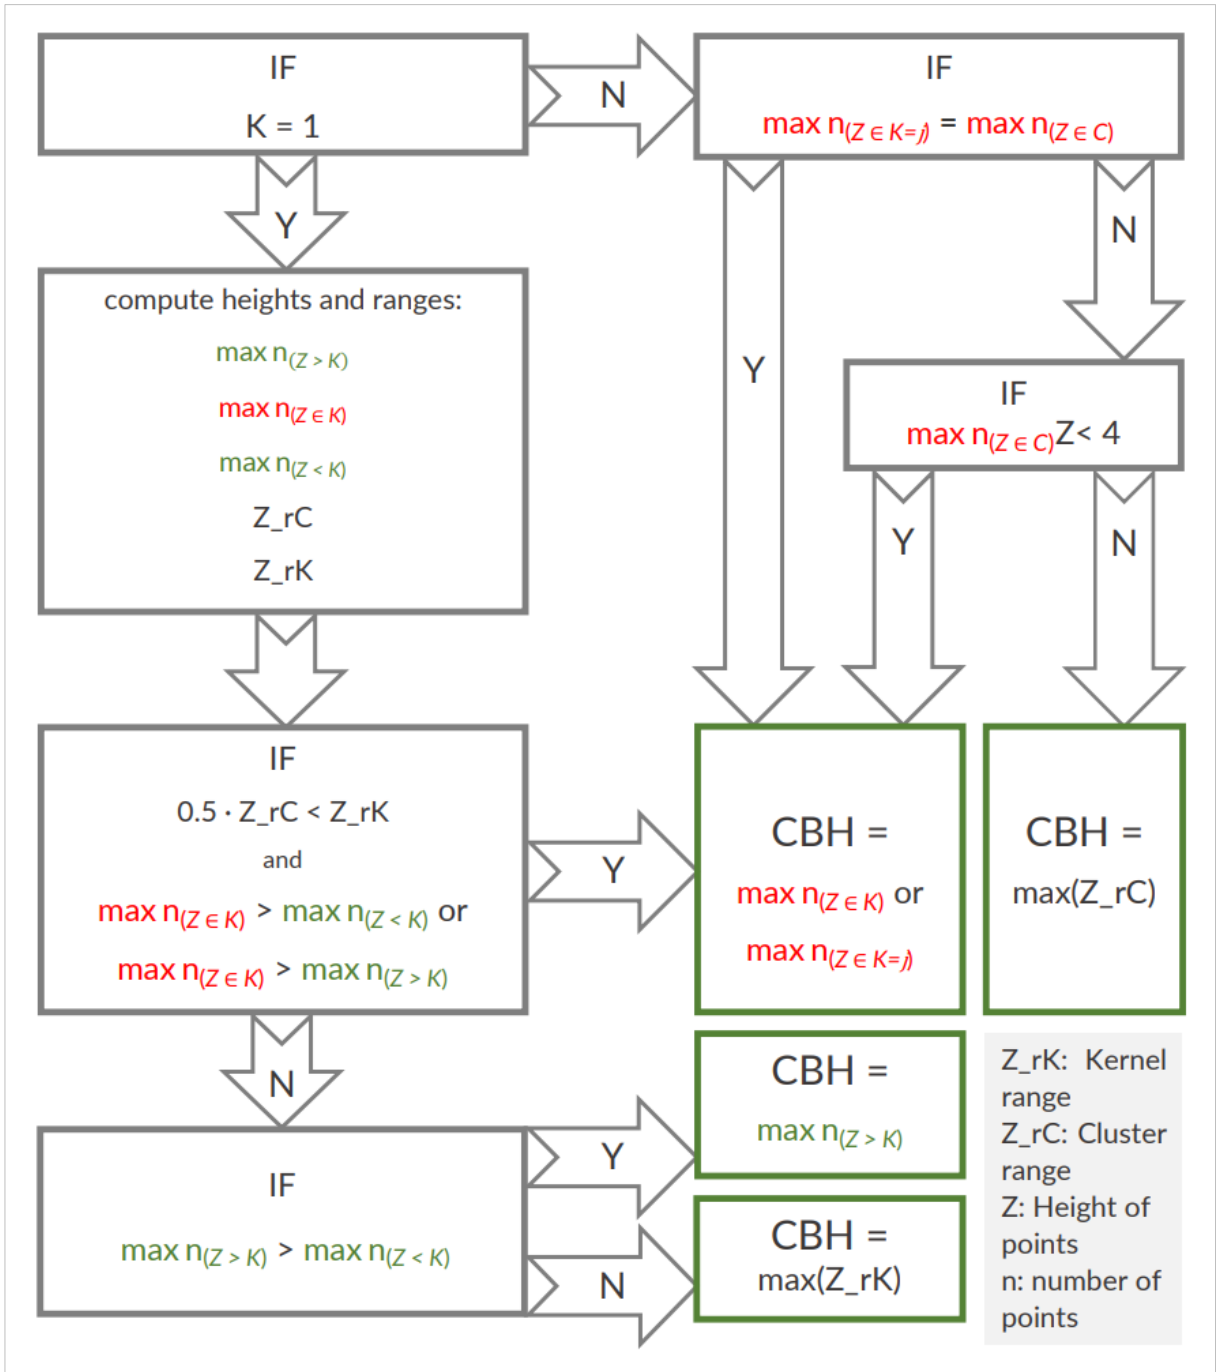 IF
K = 1
N
IF
max n(Z ∈ K=j) = max n(Z ∈ C)
Y
compute heights and ranges:
max n(Z > K)
max n(Z ∈ K)
max n(Z < K)
Z_rC
Z_rK
Y
N
IF
max n(Z ∈ C)Z< 4
Y
N
IF
0.5 · Z_rC < Z_rK
and
max n(Z ∈ K) > max n(Z < K) or
max n(Z ∈ K) > max n(Z > K)
Y
CBH =
max n(Z ∈ K) or
max n(Z ∈ K=j)
CBH =
max(Z_rC)
N
IF
max n(Z > K) > max n(Z < K)
Y
CBH =
max n(Z > K)
N
CBH =
max(Z_rK)
Z_rK: Kernel
range
Z_rC: Cluster
range
Z: Height of
points
n: number of
points